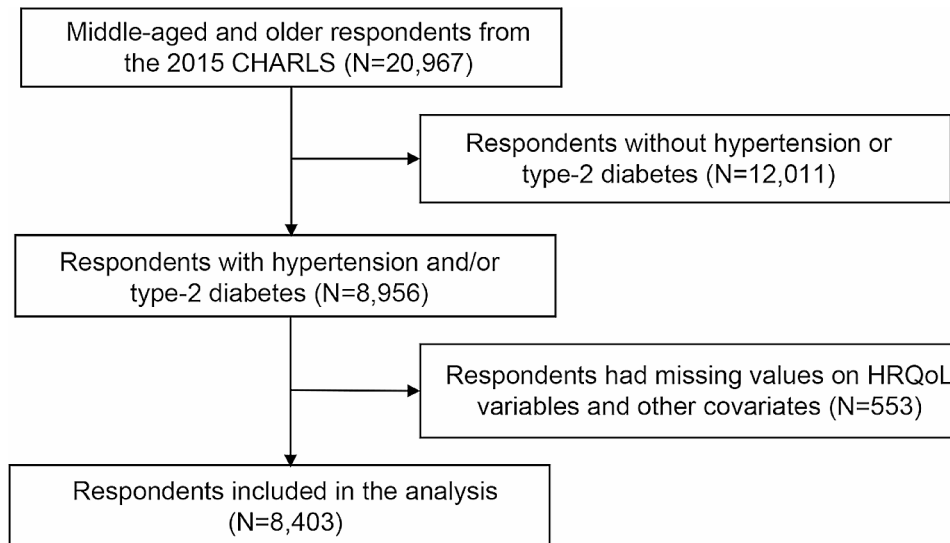 Middle-aged and older respondents from
the 2015 CHARLS (N=20,967)
Respondents without hypertension or
type-2 diabetes (N=12,011)
Respondents with hypertension and/or
type-2 diabetes (N=8,956)
Respondents had missing values on HRQoL
variables and other covariates (N=553)
Respondents included in the analysis
(N=8,403)